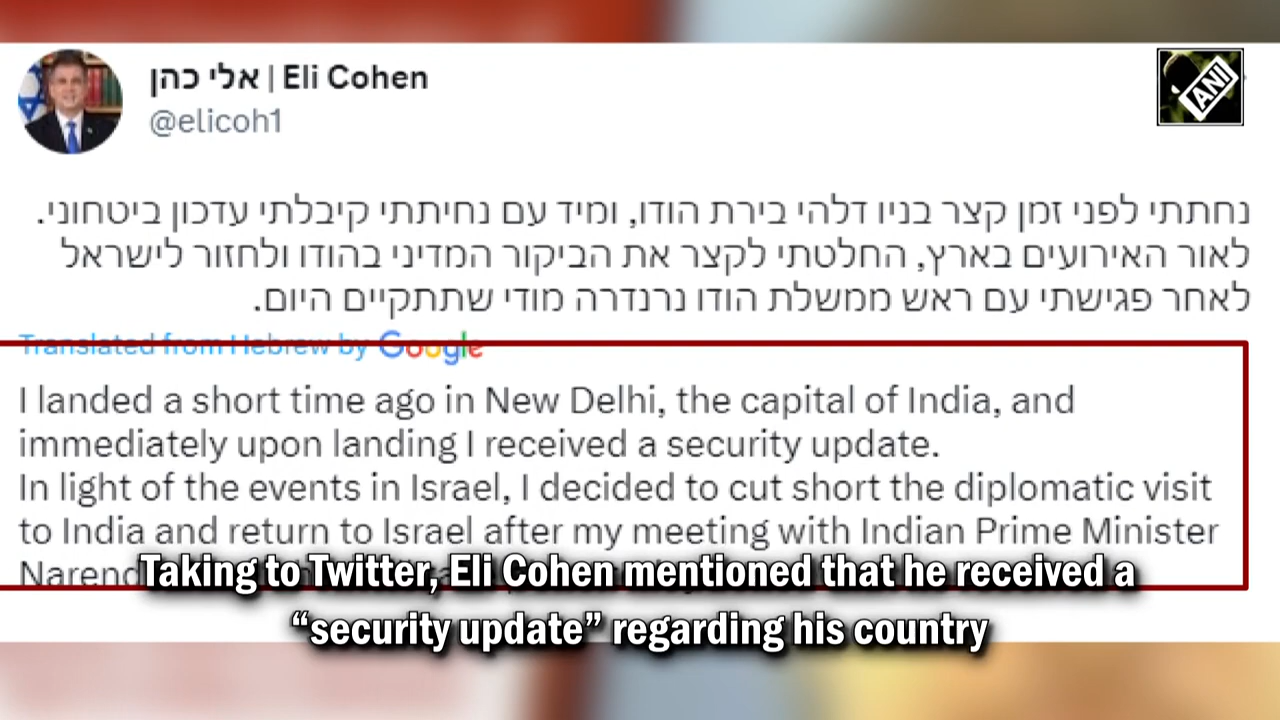 אלי כהן | Eli Cohen
@elicoh1
ANI
נחתתי לפני זמן קצר בניו דלהי בירת הודו, ומיד עם נחיתתי קיבלתי עדכון ביטחוני.
לאור האירועים בארץ, החלטתי לקצר את הביקור המדיני בהודו ולחזור לישראל
לאחר פגישתי עם ראש ממשלת הודו נרנדרה מודי שתתקיים היום.
Translated from Hebrew by Google
I landed a short time ago in New Delhi, the capital of India, and
immediately upon landing I received a security update.
In light of the events in Israel, I decided to cut short the diplomatic visit
to India and return to Israel after my meeting with Indian Prime Minister
Taking to Twitter, Eli Cohen mentioned that he received a
“security update” regarding his country